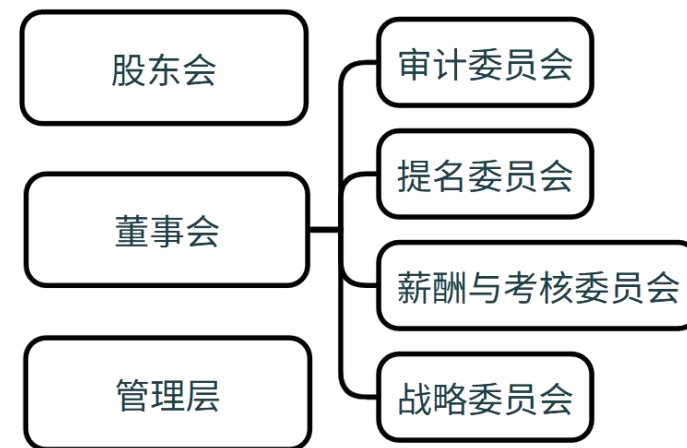 股东会
董事会
管理层
审计委员会
提名委员会
薪酬与考核委员会
战略委员会